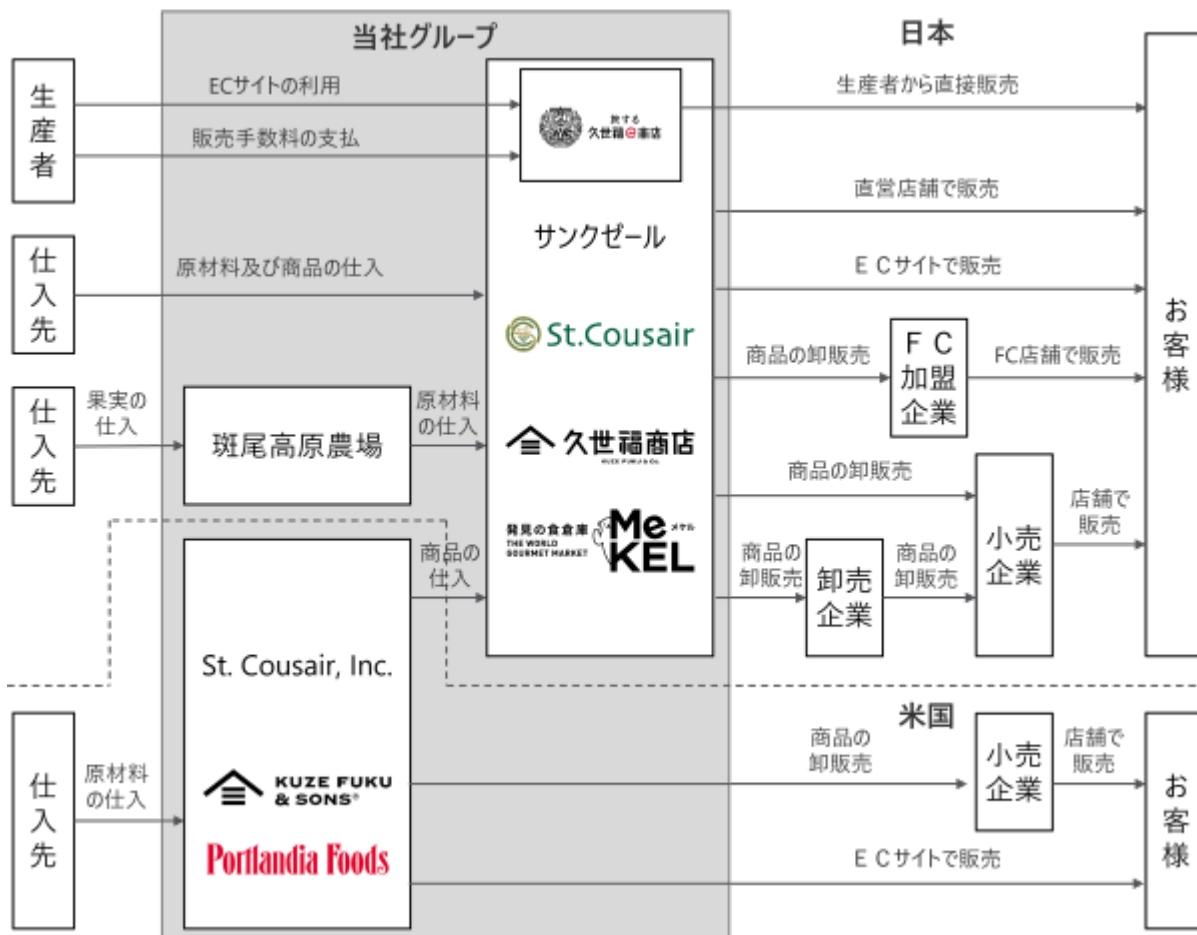 当社グループ
日本
生
産
者
ECサイトの利用
販売手数料の支払
旅する
久世福@商店
生産者から直接販売
サンクゼール
直営店舗で販売
仕
入
先
原材料及び商品の仕入
ＥＣサイトで販売
St.Cousair
商品の卸販売
ＦＣ
加盟
企業
FC店舗で販売
お
客
様
仕
入
先
果実の
仕入
斑尾高原農場
原材料
の仕入
久世福商店
KUZE FUKU & Co.
商品の卸販売
発見の食倉庫
THE WORLD
GOURMET MARKET
Me
KEL
メケル
商品の
仕入
商品の
卸販売
卸売
企業
商品の
卸販売
小売
企業
店舗で
販売
St. Cousair, Inc.
米国
仕
入
先
原材料
の仕入
KUZE FUKU
& SONS®
Portlandia Foods
商品の
卸販売
小売
企業
店舗で
販売
ＥＣサイトで販売
お
客
様